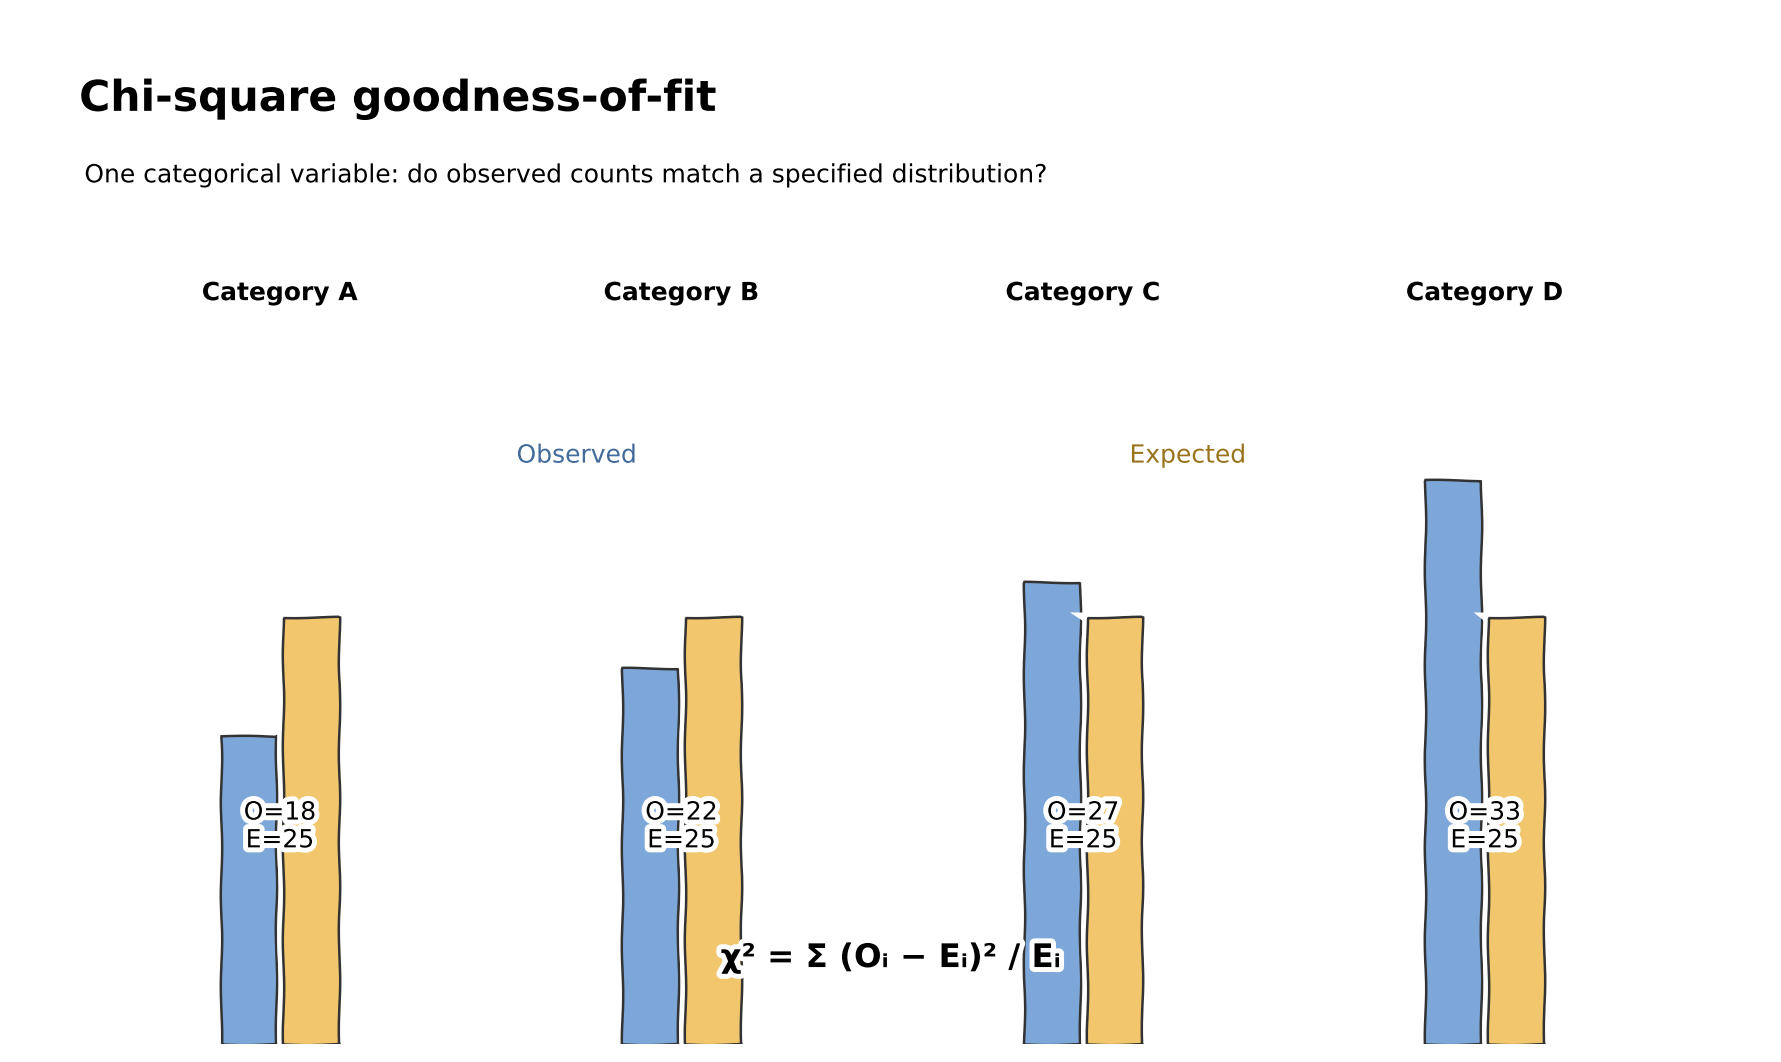 Chi-square goodness-of-fit
One categorical variable: do observed counts match a specified distribution?
Category A
Category B
Category C
Category D
Observed
Expected
O=18
E=25
O=22
E=25
O=27
E=25
O=33
E=25
χ² = Σ (Oᵢ − Eᵢ)² / Eᵢ